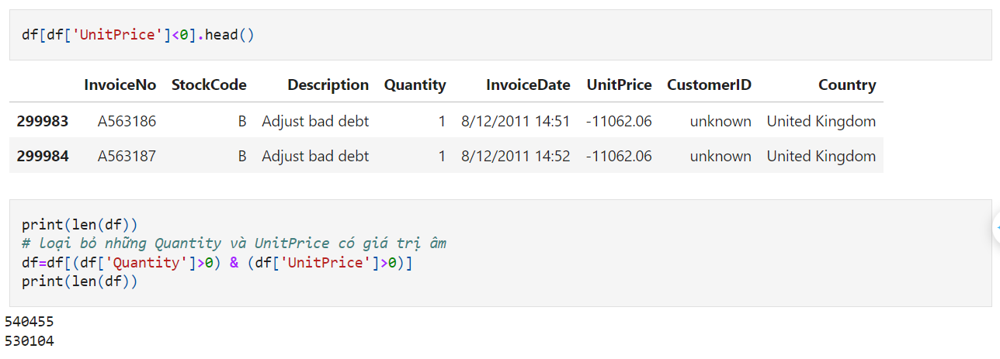 df[df['UnitPrice']<0].head()
InvoiceNo StockCode Description Quantity InvoiceDate UnitPrice CustomerID Country
299983 A563186 B Adjust bad debt 1 8/12/2011 14:51 -11062.06 unknown United Kingdom
299984 A563187 B Adjust bad debt 1 8/12/2011 14:52 -11062.06 unknown United Kingdom
print(len(df))
# loại bỏ những Quantity và UnitPrice có giá trị âm
df=df[(df['Quantity']>0) & (df['UnitPrice']>0)]
print(len(df))
540455
530104